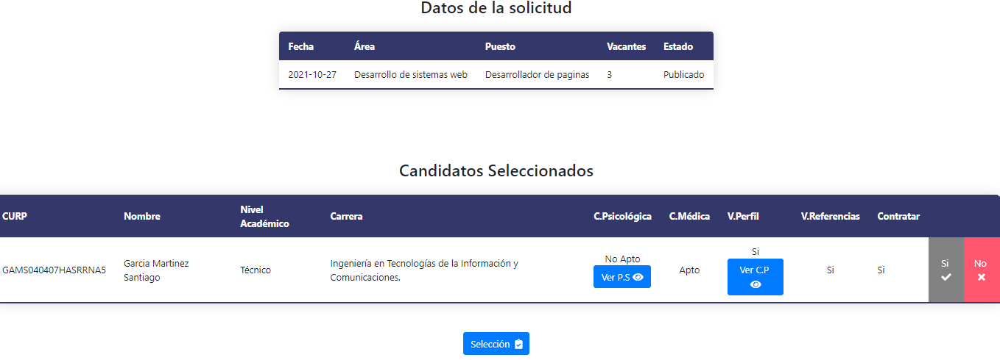 Datos de la solicitud
Fecha Área Puesto Vacantes Estado
2021-10-27 Desarrollo de sistemas web Desarrollador de paginas 3 Publicado
Candidatos Seleccionados
CURP Nombre Nivel Académico Carrera C.Psicológica C.Médica V.Perfil V.Referencias Contratar
GAMS040407HASRRNA5
Garcia Martinez
Santiago
Técnico
Ingeniería en Tecnologías de la Información y
Comunicaciones.
No Apto
Ver P.S
Apto
Si
Ver C.P
Si
Si
Si
No
Selección